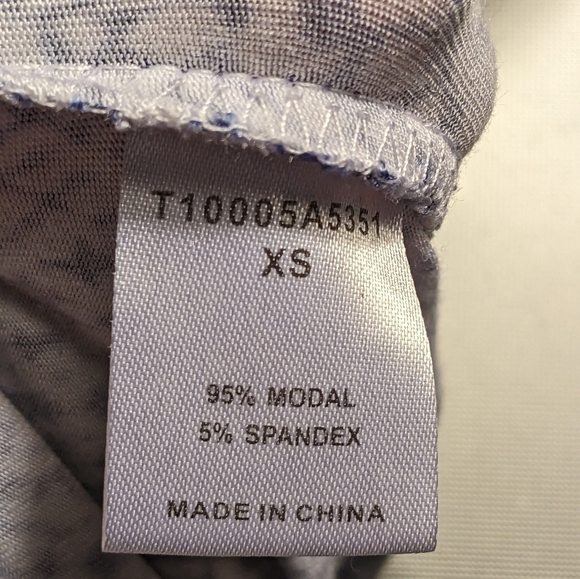 T10005A5351
XS
95% MODAL
5% SPANDEX
MADE IN CHINA